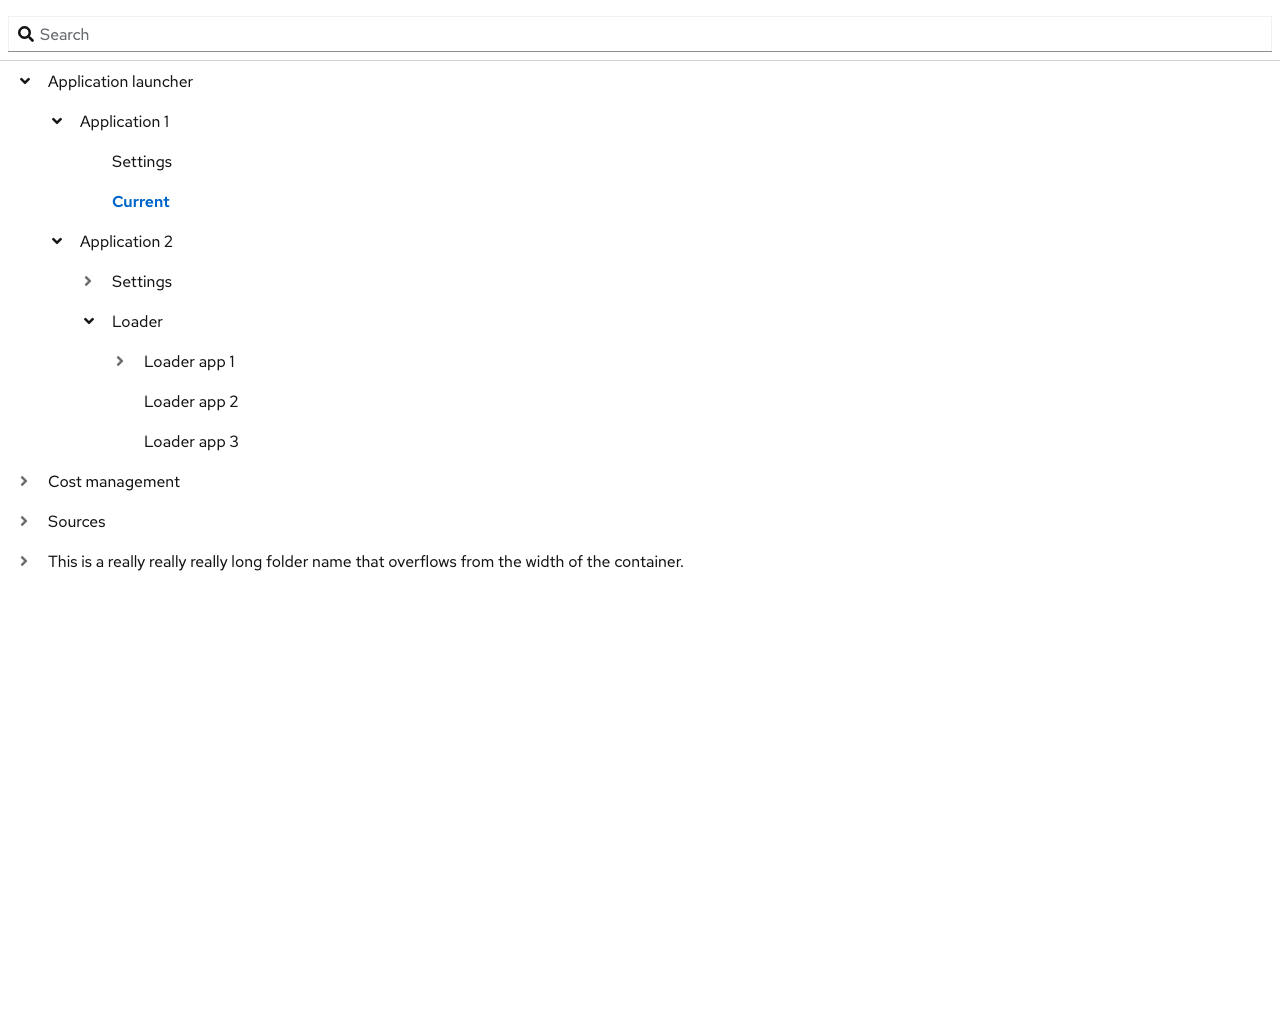 Search
Application launcher
Application 1
Settings
Current
Application 2
Settings
Loader
Loader app 1
Loader app 2
Loader app 3
Cost management
Sources
This is a really really really long folder name that overflows from the width of the container.